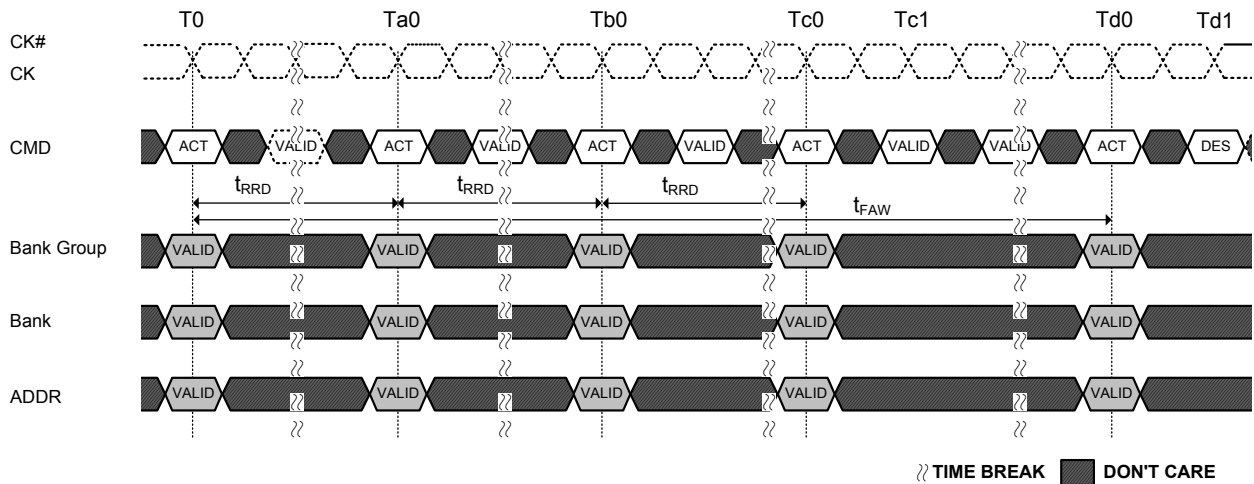 T0 Ta0 Tb0 Tc0 Tc1 Td0 Td1
CK#
CK
CMD ACT VALID ACT VALID ACT VALID ACT VALID VALID ACT DES
tRRD tRRD tRRD
tFAW
Bank Group VALID VALID VALID VALID VALID
Bank VALID VALID VALID VALID VALID
ADDR VALID VALID VALID VALID VALID
TIME BREAK DON'T CARE